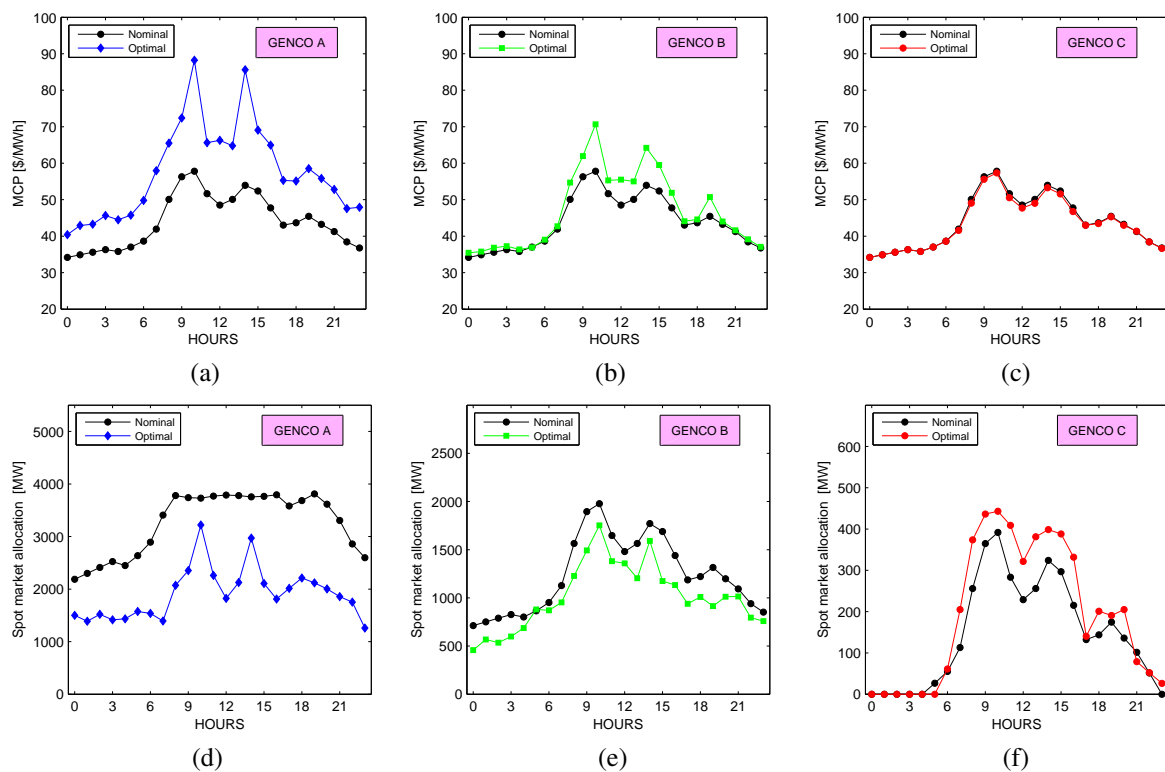 100
90
80
70
60
50
40
30
20
MCP [$/MWh]
Nominal
Optimal
GENCO A
0 3 6 9 12 15 18 21
HOURS
(a)
100
90
80
70
60
50
40
30
20
MCP [$/MWh]
Nominal
Optimal
GENCO B
0 3 6 9 12 15 18 21
HOURS
(b)
100
90
80
70
60
50
40
30
20
MCP [$/MWh]
Nominal
Optimal
GENCO C
0 3 6 9 12 15 18 21
HOURS
(c)
5000
4000
3000
2000
1000
0
Spot market allocation [MW]
Nominal
Optimal
GENCO A
0 3 6 9 12 15 18 21
HOURS
(d)
2500
2000
1500
1000
500
0
Spot market allocation [MW]
Nominal
Optimal
GENCO B
0 3 6 9 12 15 18 21
HOURS
(e)
600
500
400
300
200
100
0
Spot market allocation [MW]
Nominal
Optimal
GENCO C
0 3 6 9 12 15 18 21
HOURS
(f)